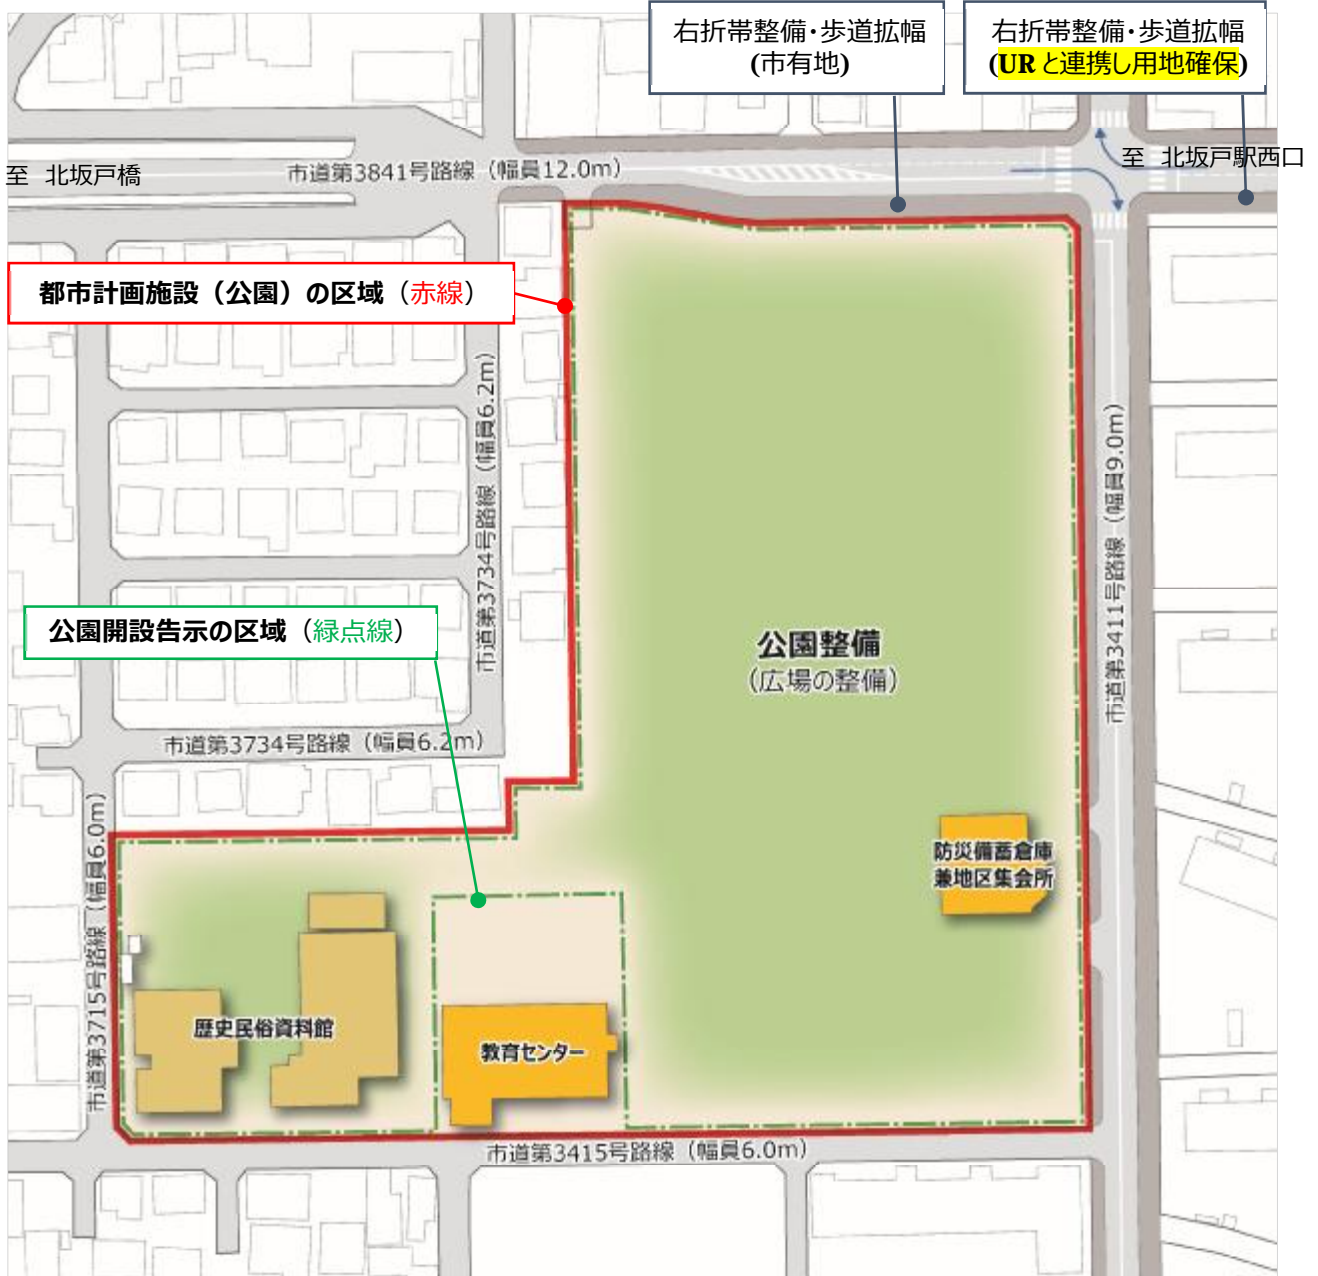 右折帯整備・歩道拡幅
(市有地)
右折帯整備・歩道拡幅
(URと連携し用地確保)
至 北坂戸橋
市道第3841号路線（幅員12.0m）
至 北坂戸駅西口
都市計画施設（公園）の区域（赤線）
市道第3734号路線（幅員6.2m）
市道第3411号路線（幅員9.0m）
公園開設告示の区域（緑点線）
公園整備
（広場の整備）
市道第3734号路線（幅員6.2m）
市道第3715号路線（幅員6.0m）
防災備蓄倉庫
兼地区集会所
歴史民俗資料館
教育センター
市道第3415号路線（幅員6.0m）